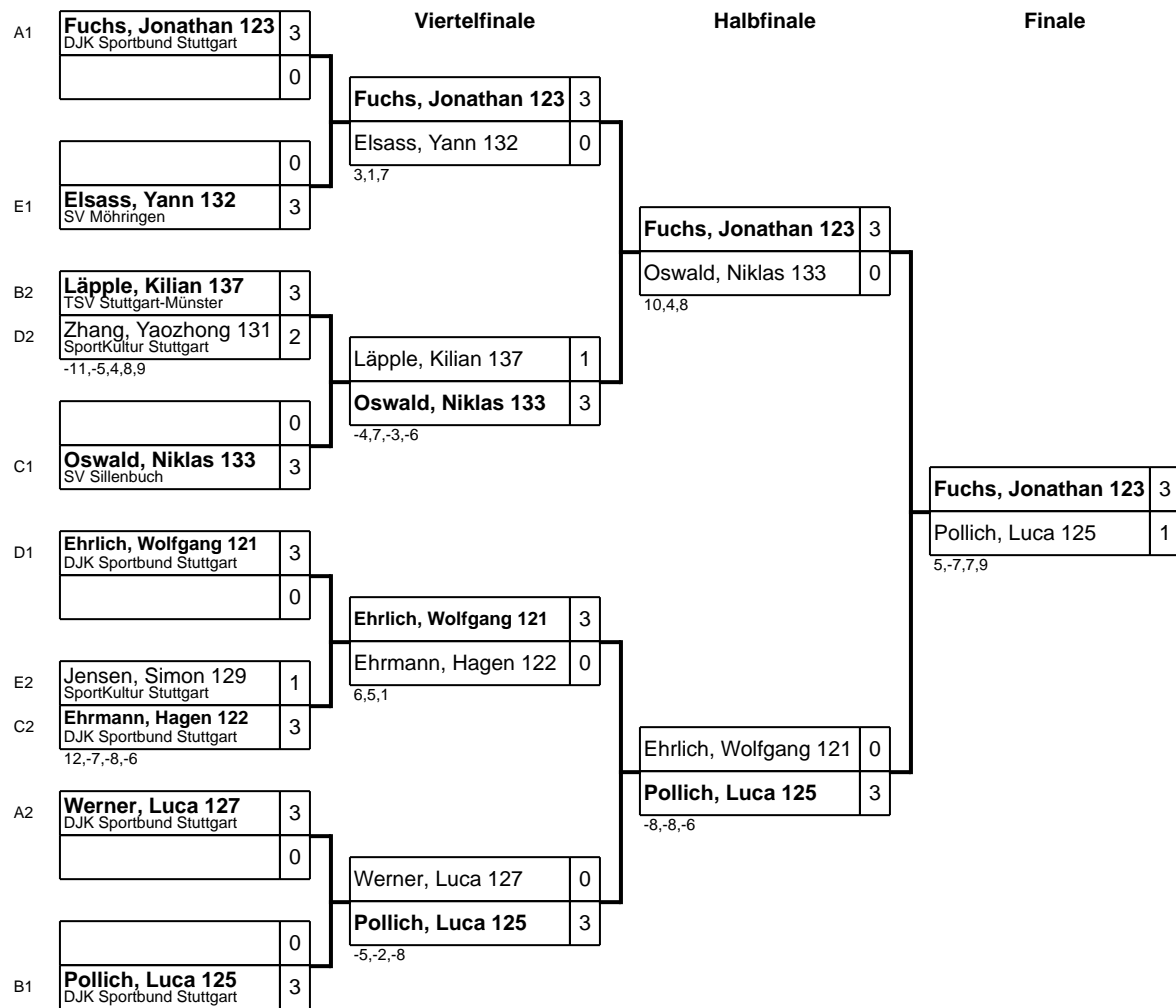 Viertelfinale
Halbfinale
Finale
A1
Fuchs, Jonathan 123 3
DJK Sportbund Stuttgart
0
0
E1
Elsass, Yann 132 3
SV Möhringen
B2
Läpple, Kilian 137 3
TSV Stuttgart-Münster
D2
Zhang, Yaozhong 131 2
SportKultur Stuttgart
-11,-5,4,8,9
0
C1
Oswald, Niklas 133 3
SV Sillenbuch
D1
Ehrlich, Wolfgang 121 3
DJK Sportbund Stuttgart
0
E2
Jensen, Simon 129 1
SportKultur Stuttgart
C2
Ehrmann, Hagen 122 3
DJK Sportbund Stuttgart
12,-7,-8,-6
A2
Werner, Luca 127 3
DJK Sportbund Stuttgart
0
0
B1
Pollich, Luca 125 3
DJK Sportbund Stuttgart
Fuchs, Jonathan 123 3
Elsass, Yann 132 0
3,1,7
Läpple, Kilian 137 1
Oswald, Niklas 133 3
-4,7,-3,-6
Ehrlich, Wolfgang 121 3
Ehrmann, Hagen 122 0
6,5,1
Werner, Luca 127 0
Pollich, Luca 125 3
-5,-2,-8
Fuchs, Jonathan 123 3
Oswald, Niklas 133 0
10,4,8
Ehrlich, Wolfgang 121 0
Pollich, Luca 125 3
-8,-8,-6
Fuchs, Jonathan 123 3
Pollich, Luca 125 1
5,-7,7,9